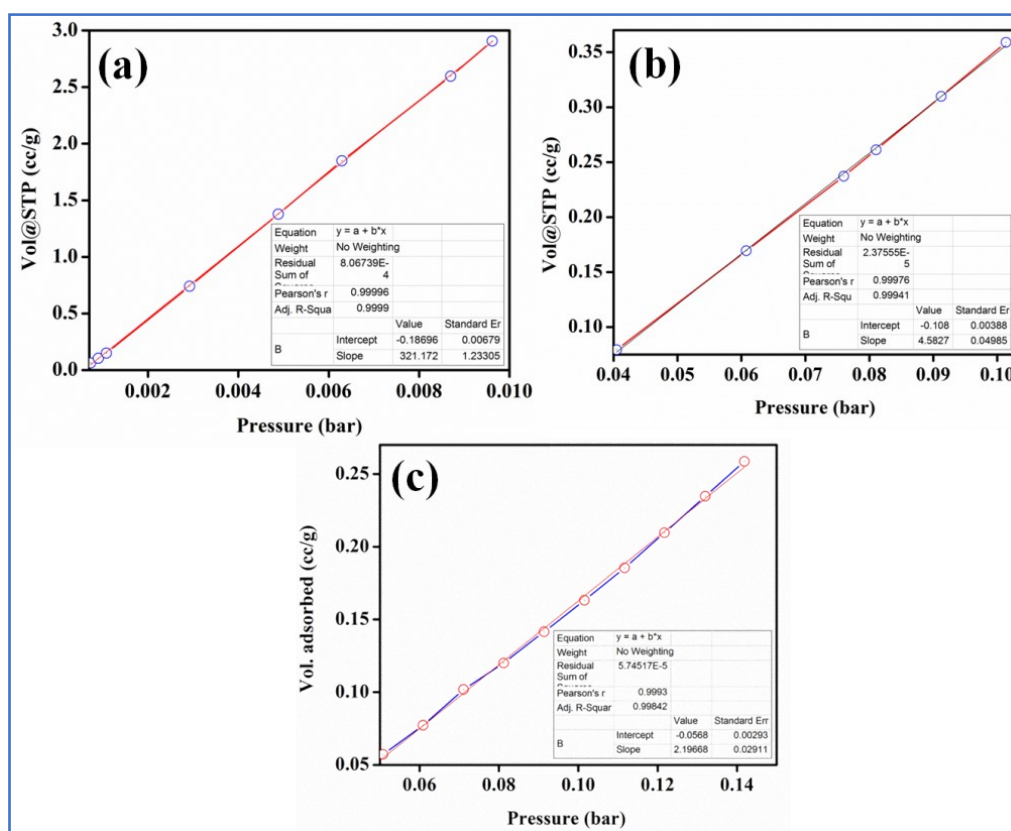 (a)
Vol@STP (cc/g)
3.0
2.5
2.0
1.5
1.0
0.5
0.0
0.002
0.004
0.006
0.008
0.010
Pressure (bar)
Equation y = a + b*x
Weight No Weighting
Residual 8.06739E-
Sum of 4
Pearson's r 0.99996
Adj. R-Squa 0.9999
Value Standard Er
B Intercept -0.18696 0.00679
Slope 321.172 1.23305
(b)
Vol@STP (cc/g)
0.35
0.30
0.25
0.20
0.15
0.10
0.04 0.05 0.06 0.07 0.08 0.09 0.10
Pressure (bar)
Equation y = a + b*x
Weight No Weighting
Residual 2.37555E-
Sum of 5
Pearson's r 0.99976
Adj. R-Squ 0.99941
Value Standard Er
B Intercept -0.108 0.00388
Slope 4.5827 0.04985
(c)
Vol. adsorbed (cc/g)
0.25
0.20
0.15
0.10
0.05
0.06 0.08 0.10 0.12 0.14
Pressure (bar)
Equation y = a + b*x
Weight No Weighting
Residual 5.74517E-5
Sum of
Pearson's r 0.9993
Adj. R-Squar 0.99842
Value Standard Err
B Intercept -0.0568 0.00293
Slope 2.19668 0.02911